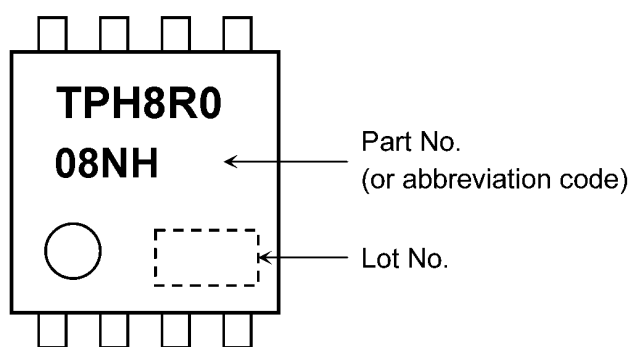 TPH8R0
08NH
Part No.
(or abbreviation code)
Lot No.